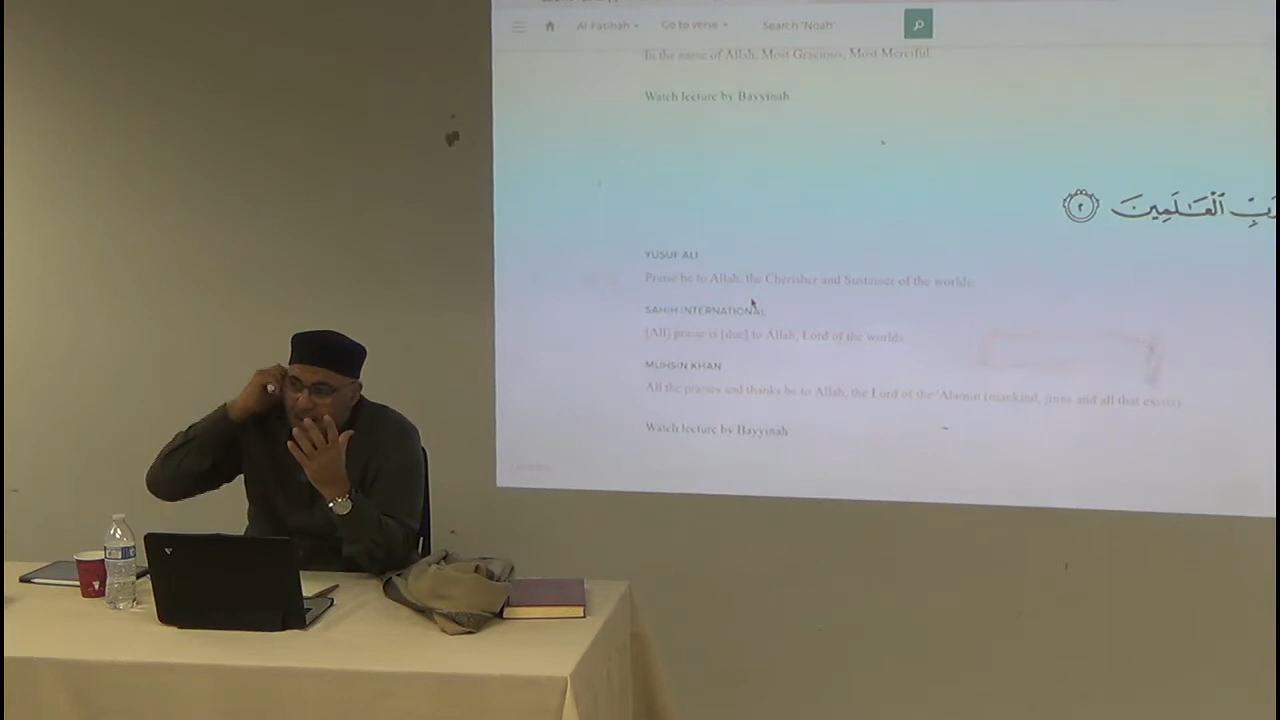 Al-Fatihah Go to verse Search "Noah"
In the name of Allah, Most Gracious, Most Merciful.
Watch lecture by Bayyinah
رَبِّ ٱلْعَـٰلَمِينَ ٢
YUSUF ALI
Praise be to Allah, the Cherisher and Sustainer of the worlds;
SAHIH INTERNATIONAL
[All] praise is [due] to Allah, Lord of the worlds
MUHSIN KHAN
All the praises and thanks be to Allah, the Lord of the 'Alamin (mankind, jinns and all that exists).
Watch lecture by Bayyinah